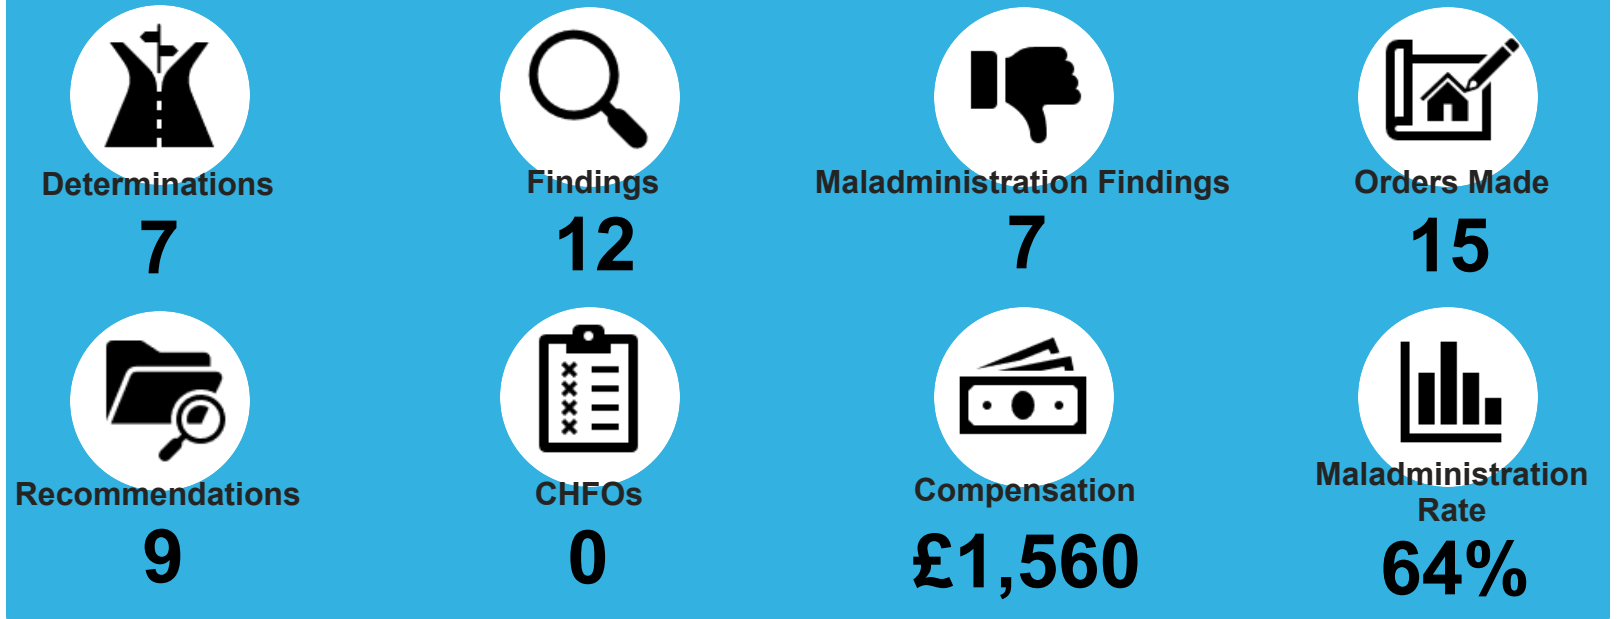 Determinations
7
Findings
12
Maladministration Findings
7
Orders Made
15
Recommendations
9
CHFOs
0
Compensation
£1,560
Maladministration
Rate
64%